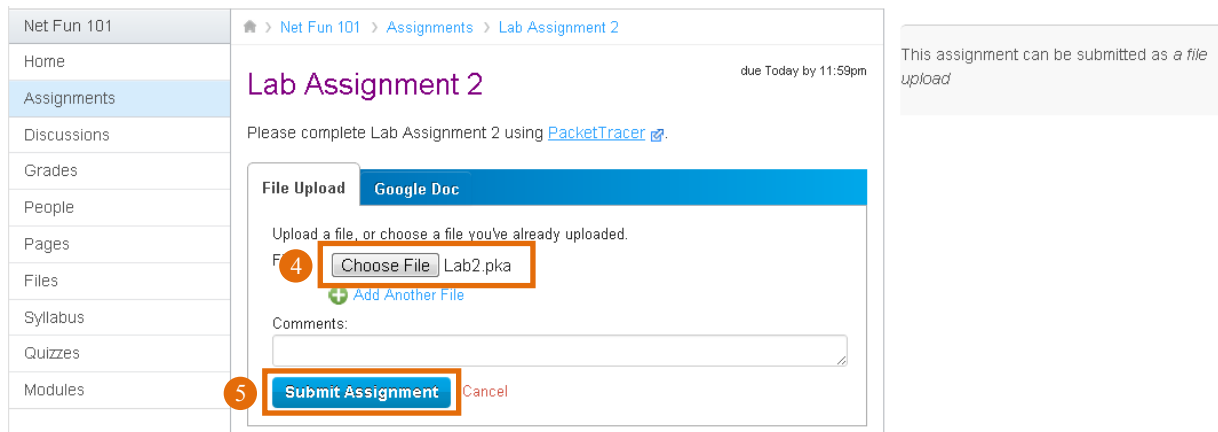 Net Fun 101
Home
Assignments
Discussions
Grades
People
Pages
Files
Syllabus
Quizzes
Modules
Net Fun 101 > Assignments > Lab Assignment 2
Lab Assignment 2
due Today by 11:59pm
Please complete Lab Assignment 2 using PacketTracer.
File Upload
Google Doc
Upload a file, or choose a file you've already uploaded.
F 4 Choose File Lab2.pka
Add Another File
Comments:
5 Submit Assignment Cancel
This assignment can be submitted as a file
upload